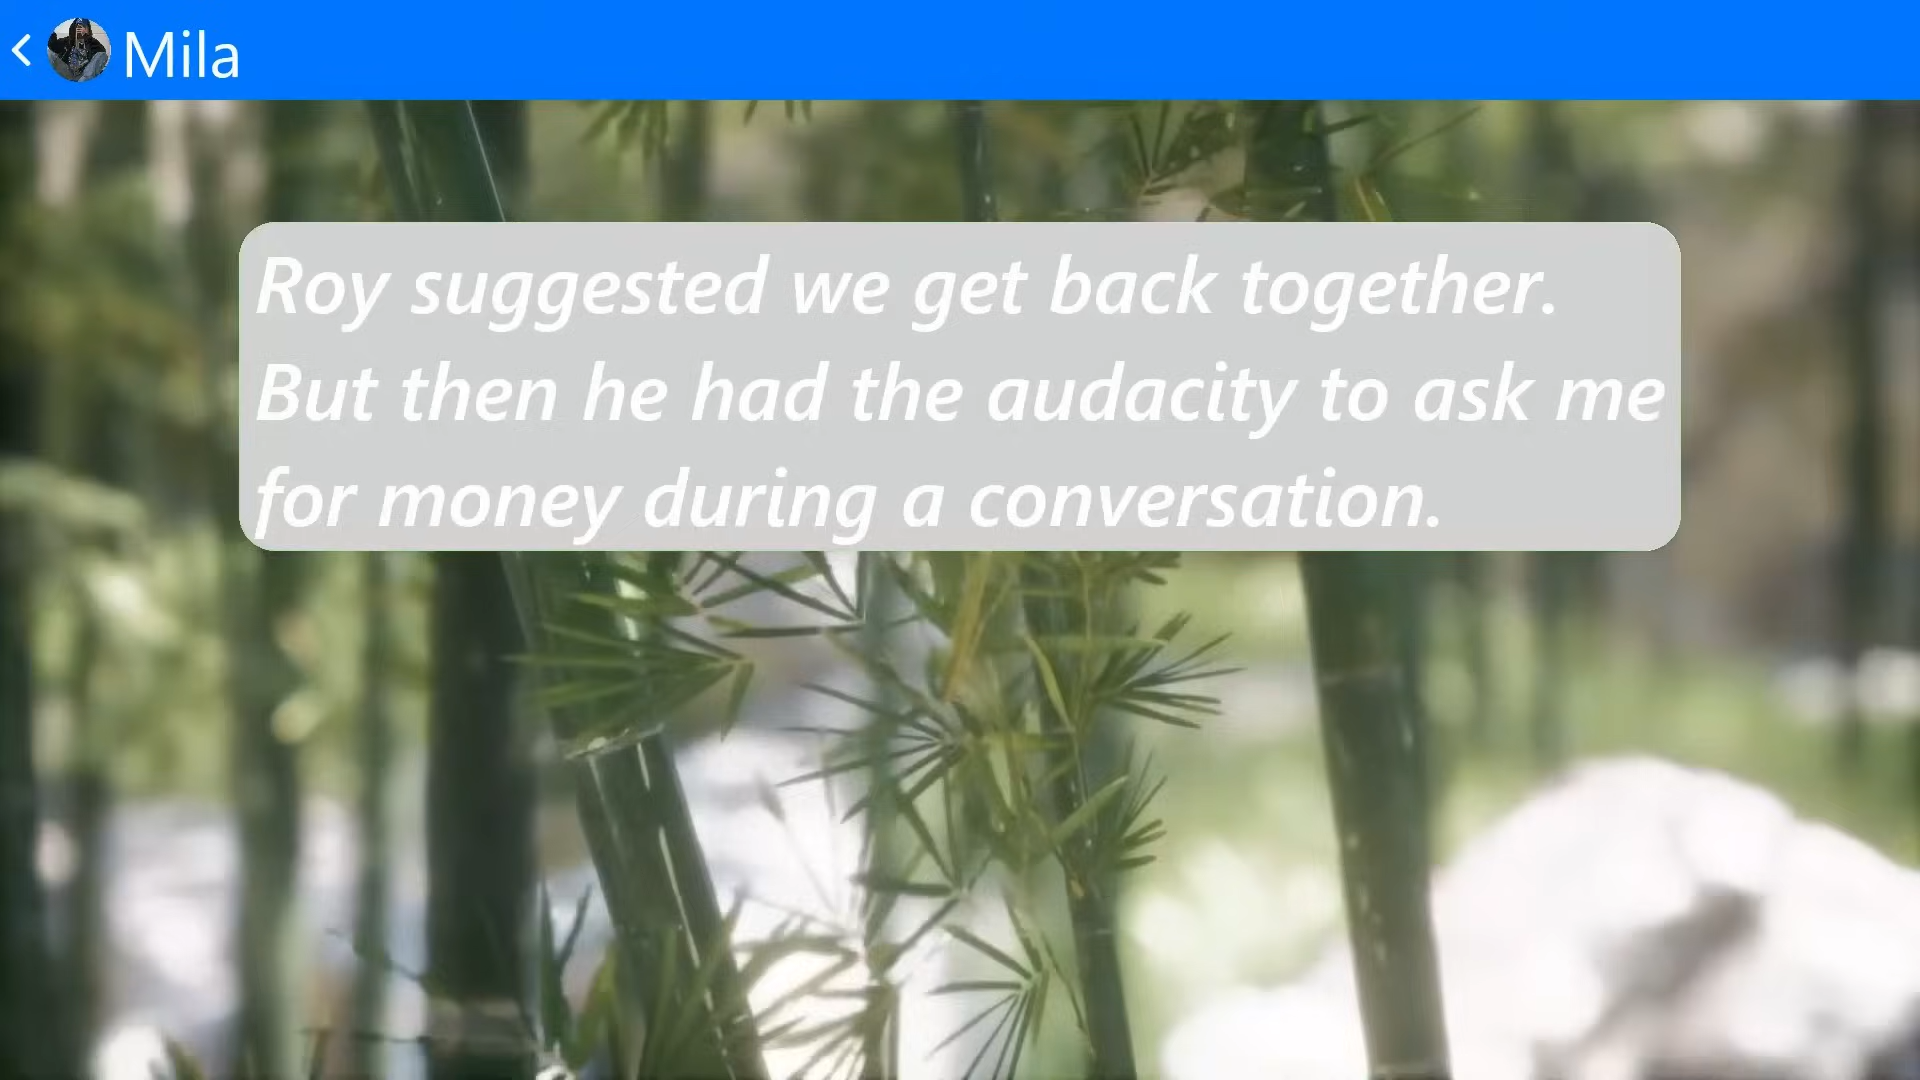 Mila
Roy suggested we get back together.
But then he had the audacity to ask me
for money during a conversation.